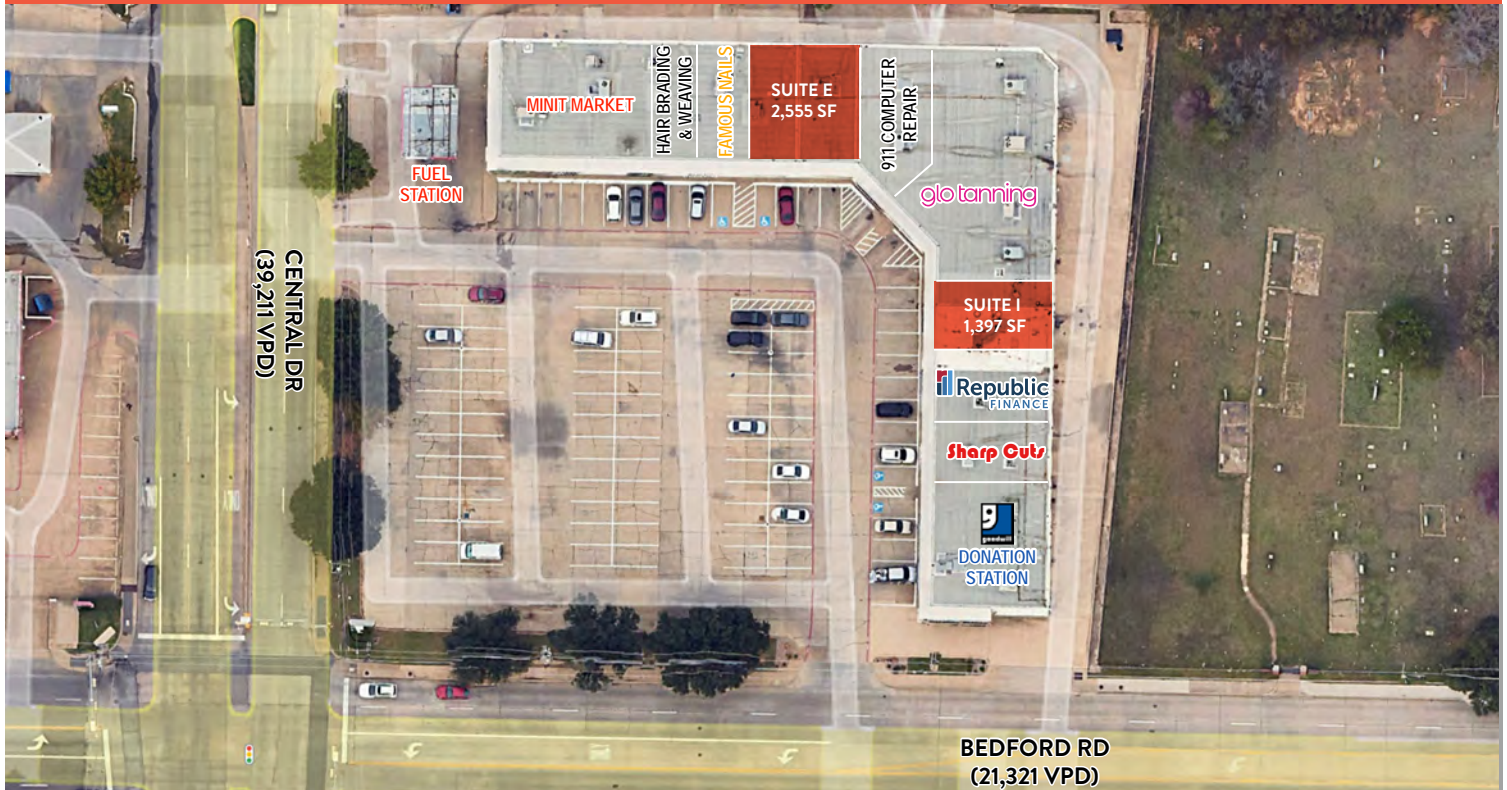 MINIT MARKET
HAIR BRADING
& WEAVING
FAMOUS NAILS
SUITE E
2,555 SF
911 COMPUTER
REPAIR
glo tanning
FUEL
STATION
CENTRAL DR
(39,211 VPD)
SUITE I
1,397 SF
Republic
FINANCE
Sharp Cuts
g
goodwill
DONATION
STATION
BEDFORD RD
(21,321 VPD)